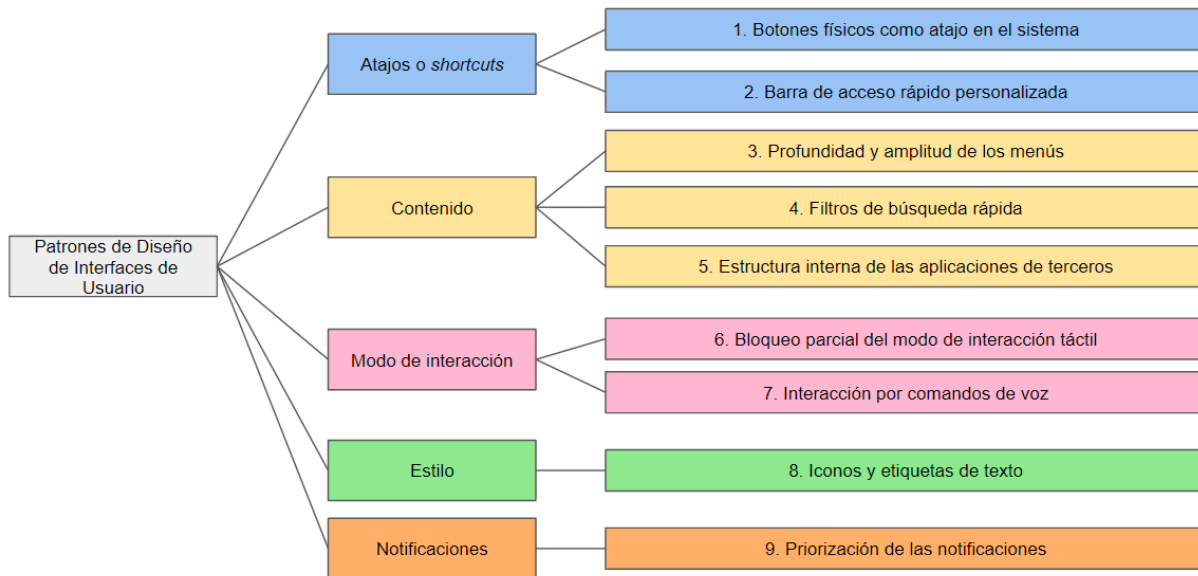 Patrones de Diseño
de Interfaces de
Usuario
Atajos o shortcuts
1. Botones físicos como atajo en el sistema
2. Barra de acceso rápido personalizada
Contenido
3. Profundidad y amplitud de los menús
4. Filtros de búsqueda rápida
5. Estructura interna de las aplicaciones de terceros
Modo de interacción
6. Bloqueo parcial del modo de interacción táctil
7. Interacción por comandos de voz
Estilo
8. Iconos y etiquetas de texto
Notificaciones
9. Priorización de las notificaciones